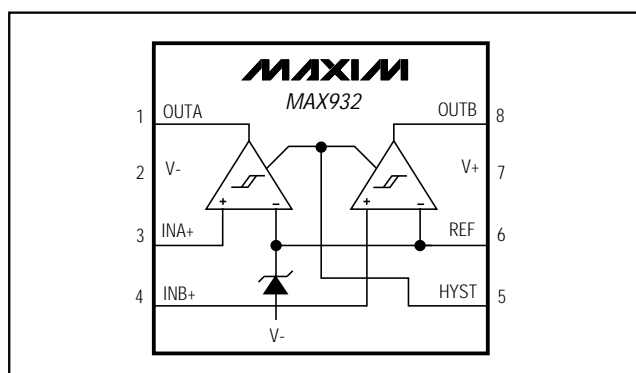 MAXIM
MAX932
1 OUTA
OUTB 8
2 V-
V+ 7
+ - + -
3 INA+
REF 6
4 INB+
HYST 5
V-